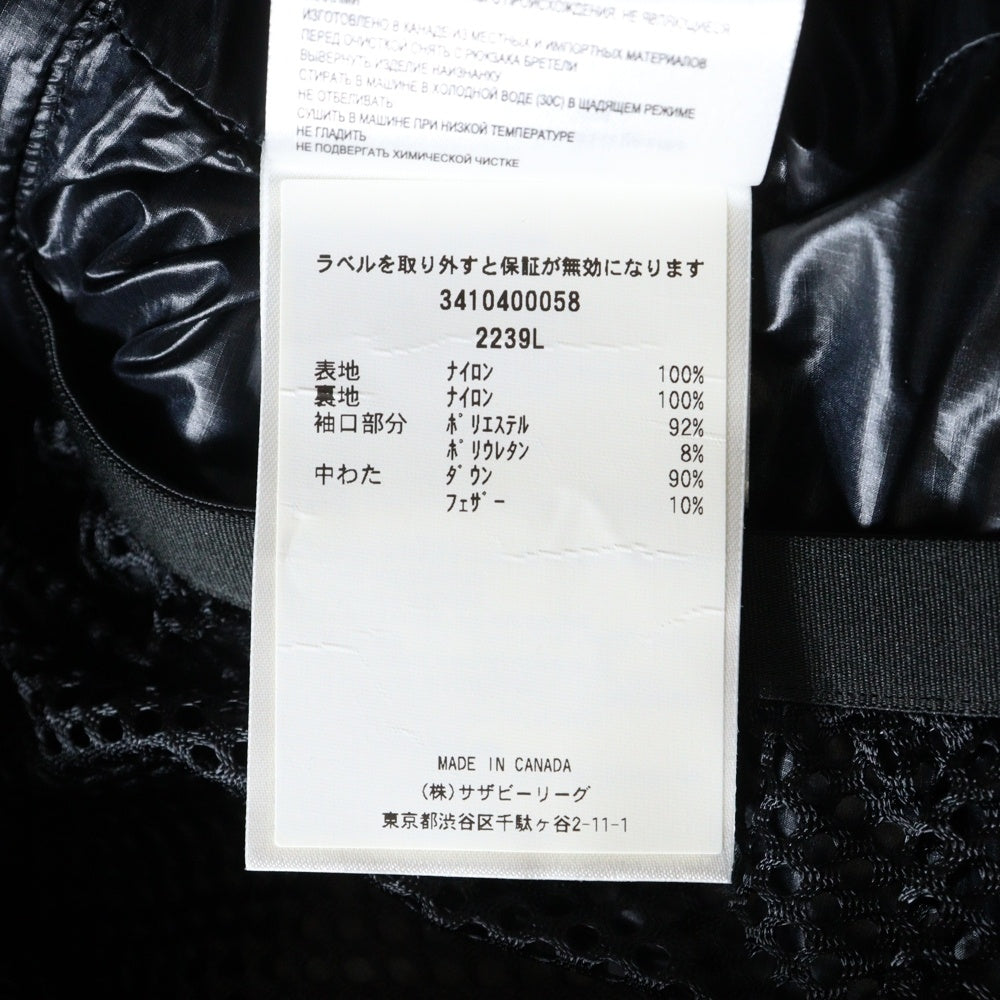 ПРОИСХОЖДЕНИЯ. НЕ ЯВЛЯЮЩИЕСЯ
ИЗГОТОВЛЕНО В КАНАДЕ ИЗ МЕСТНЫХ И ИМПОРТНЫХ МАТЕРИАЛОВ
ПЕРЕД ОЧИСТКОЙ СНЯТЬ С РЮКЗАКА БРЕТЕЛИ
ВЫВЕРНУТЬ ИЗДЕЛИЕ НАИЗНАНКУ
СТИРАТЬ В МАШИНЕ В ХОЛОДНОЙ ВОДЕ (30C) В ЩАДЯЩЕМ РЕЖИМЕ
НЕ ОТБЕЛИВАТЬ
СУШИТЬ В МАШИНЕ ПРИ НИЗКОЙ ТЕМПЕРАТУРЕ
НЕ ГЛАДИТЬ
НЕ ПОДВЕРГАТЬ ХИМИЧЕСКОЙ ЧИСТКЕ
ラベルを取り外すと保証が無効になります
3410400058
2239L
表地 ﾅｲﾛﾝ 100%
裏地 ﾅｲﾛﾝ 100%
袖口部分 ﾎﾟﾘｴｽﾃﾙ 92%
ﾎﾟﾘｳﾚﾀﾝ 8%
中わた ﾀﾞｳﾝ 90%
ﾌｪｻﾞｰ 10%
MADE IN CANADA
(株)サザビーリーグ
東京都渋谷区千駄ヶ谷2-11-1